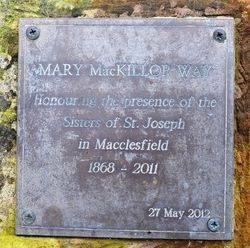 MARY MacKILLOP WAY
Honouring the presence of the
Sisters of St. Joseph
in Macclesfield
1868 - 2011
27 May 2012